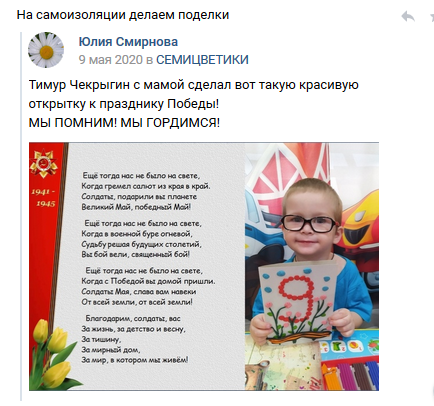 На самоизоляции делаем поделки
Юлия Смирнова
9 мая 2020 в СЕМИЦВЕТИКИ
Тимур Чекрыгин с мамой сделал вот такую красивую
открытку к празднику Победы!
МЫ ПОМНИМ! МЫ ГОРДИМСЯ!
1941 -
1945
Ещё тогда нас не было на свете,
Когда гремел салют из края в край.
Солдаты, подарили вы планете
Великий Май, победный Май!
Ещё тогда нас не было на свете,
Когда в военной буре огневой,
Судьбу решая будущих столетий,
Вы бой вели, священный бой!
Ещё тогда нас не было на свете,
Когда с Победой вы домой пришли.
Солдаты Мая, слава вам навеки
От всей земли, от всей земли!
Благодарим, солдаты, вас
За жизнь, за детство и весну,
За тишину,
За мирный дом,
За мир, в котором мы живём!
9